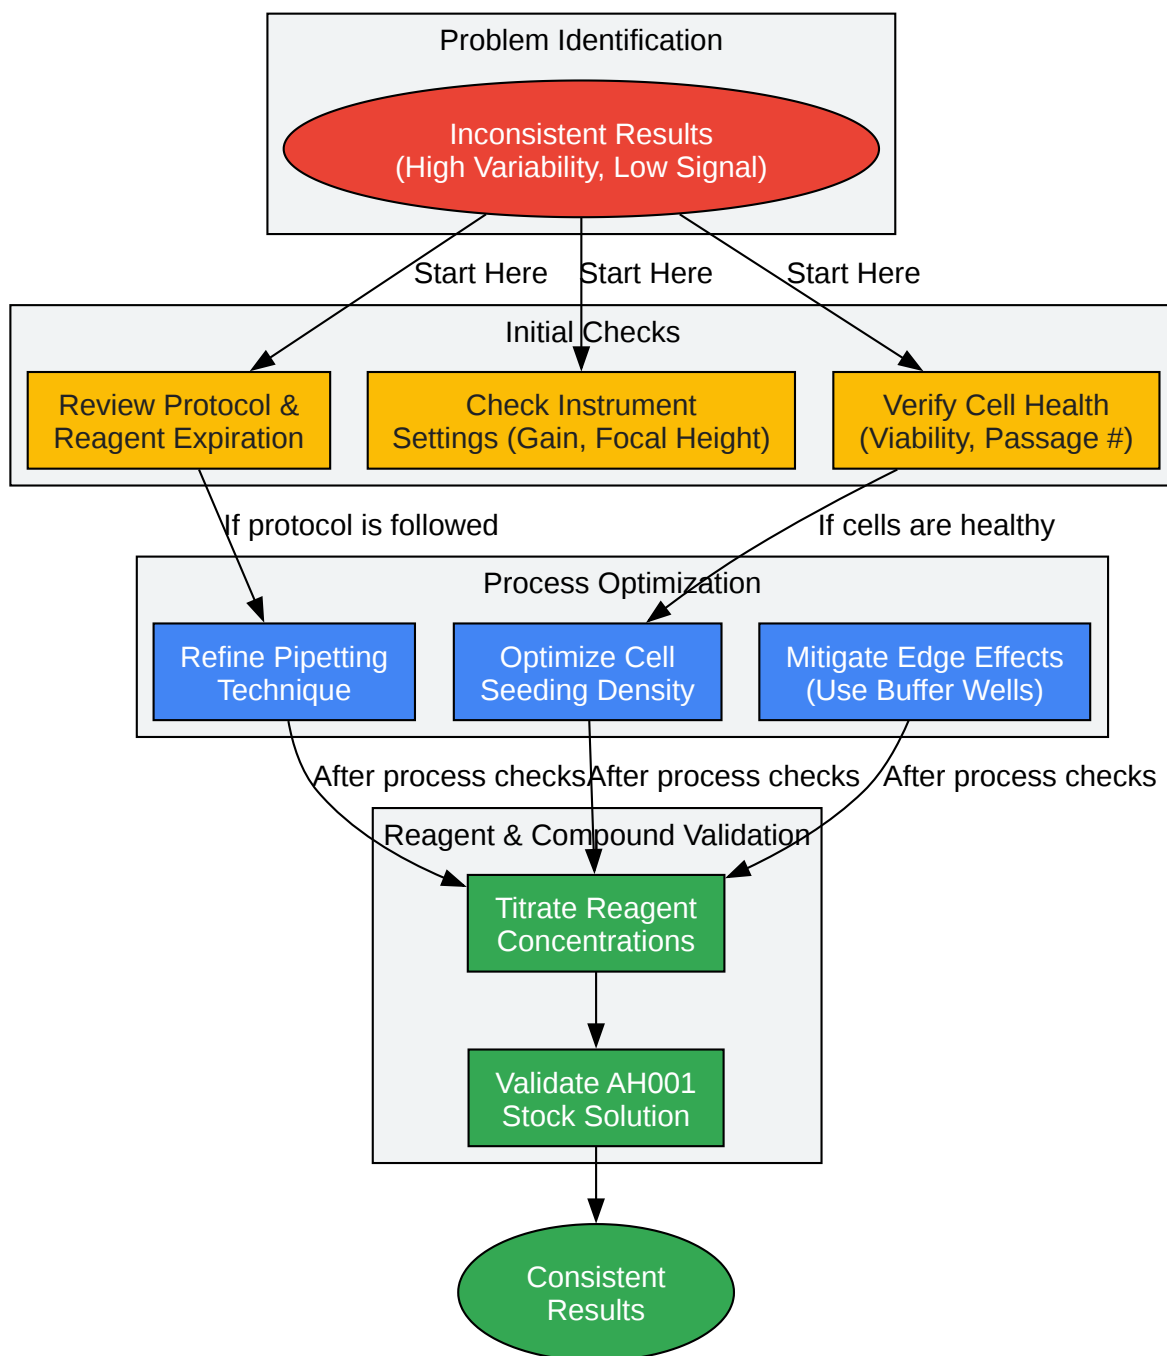 Problem Identification
Inconsistent Results
(High Variability, Low Signal)
Start Here
Start Here
Start Here
Initial Checks
Review Protocol &
Reagent Expiration
Check Instrument
Settings (Gain, Focal Height)
Verify Cell Health
(Viability, Passage #)
If protocol is followed
If cells are healthy
Process Optimization
Refine Pipetting
Technique
Optimize Cell
Seeding Density
Mitigate Edge Effects
(Use Buffer Wells)
After process checks
After process checks
After process checks
Reagent & Compound Validation
Titrate Reagent
Concentrations
Validate AH001
Stock Solution
Consistent
Results